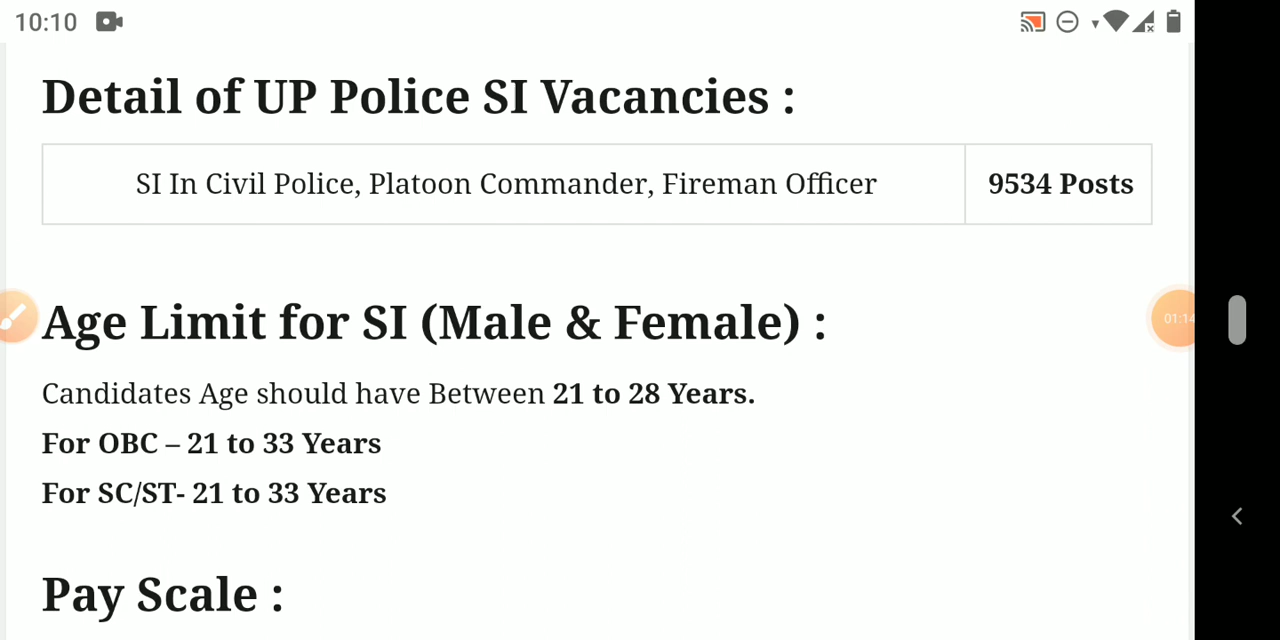 10:10
Detail of UP Police SI Vacancies :
SI In Civil Police, Platoon Commander, Fireman Officer 9534 Posts
Age Limit for SI (Male & Female) :
01:14
Candidates Age should have Between 21 to 28 Years.
For OBC – 21 to 33 Years
For SC/ST- 21 to 33 Years
Pay Scale :